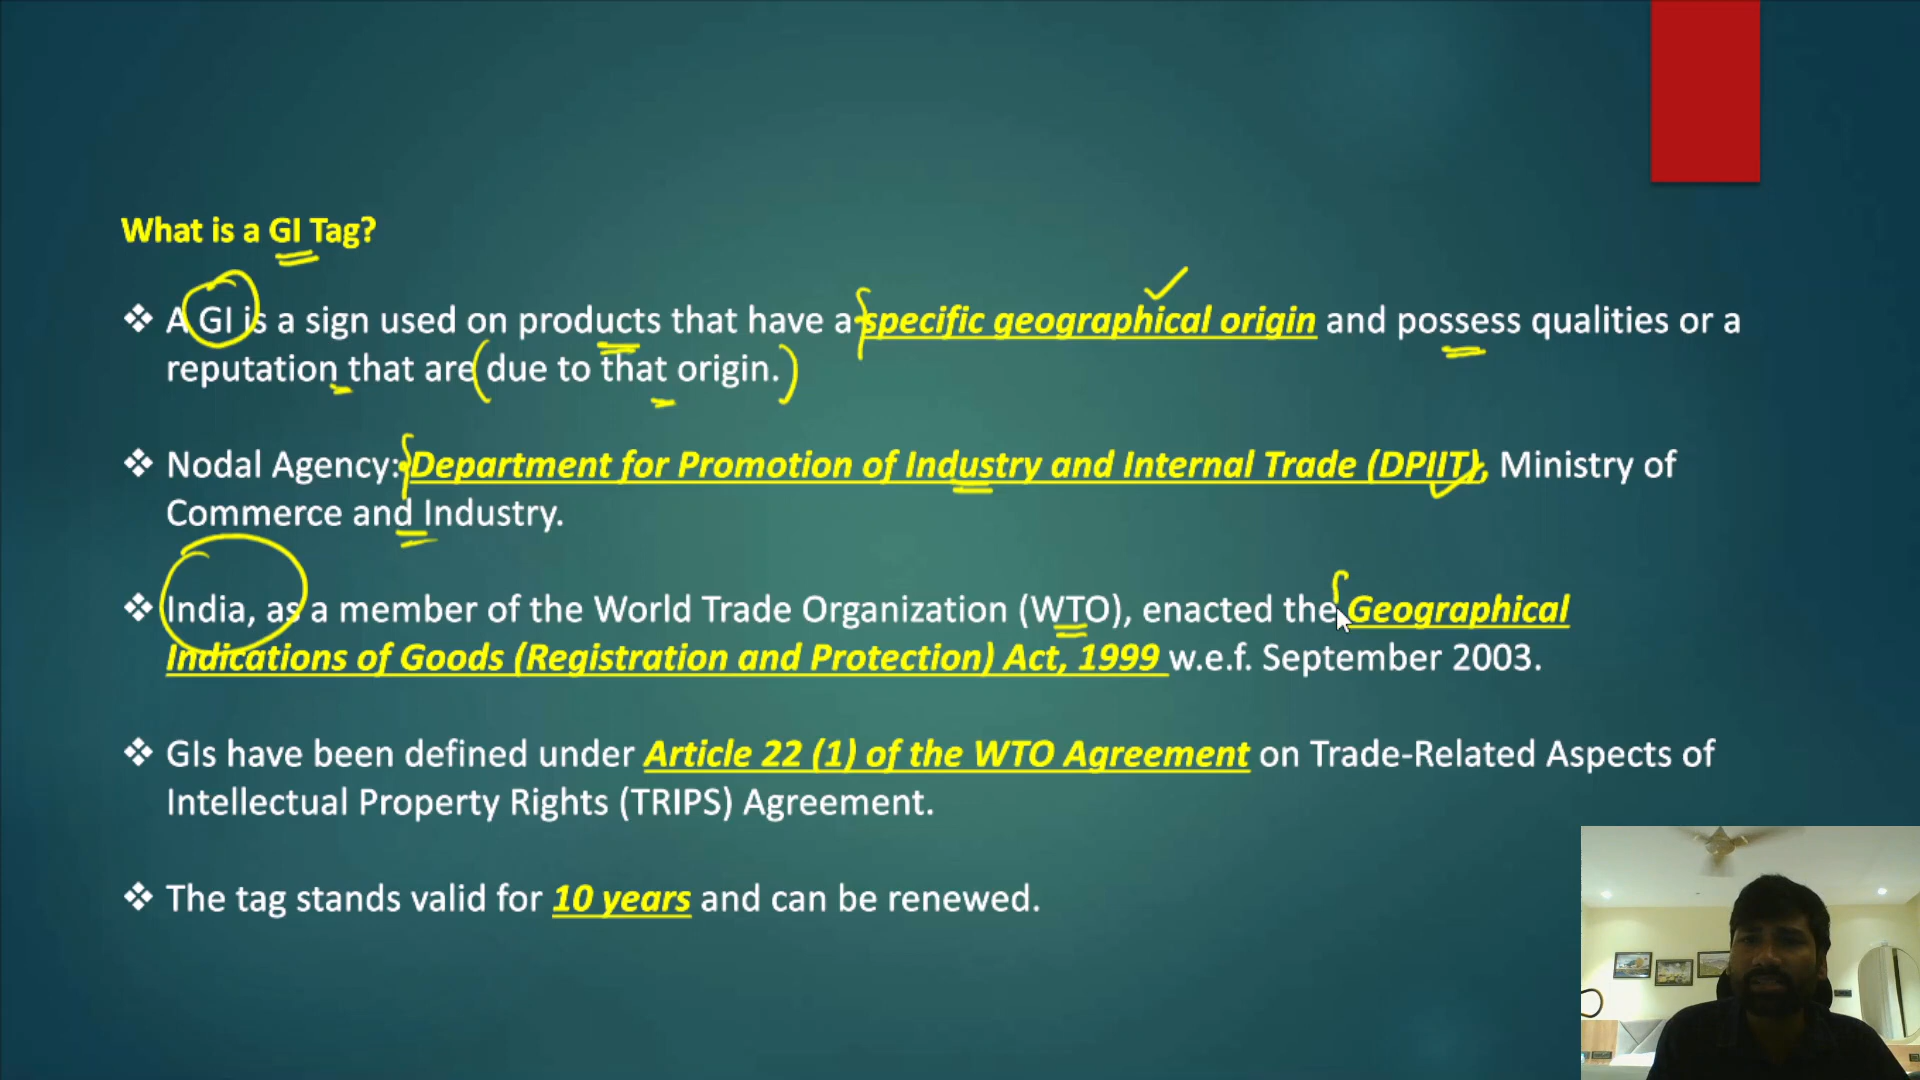 What is a GI Tag?
❖ A GI is a sign used on products that have a specific geographical origin and possess qualities or a
reputation that are due to that origin.
❖ Nodal Agency: Department for Promotion of Industry and Internal Trade (DPIIT), Ministry of
Commerce and Industry.
❖ India, as a member of the World Trade Organization (WTO), enacted the Geographical
Indications of Goods (Registration and Protection) Act, 1999 w.e.f. September 2003.
❖ GIs have been defined under Article 22 (1) of the WTO Agreement on Trade-Related Aspects of
Intellectual Property Rights (TRIPS) Agreement.
❖ The tag stands valid for 10 years and can be renewed.